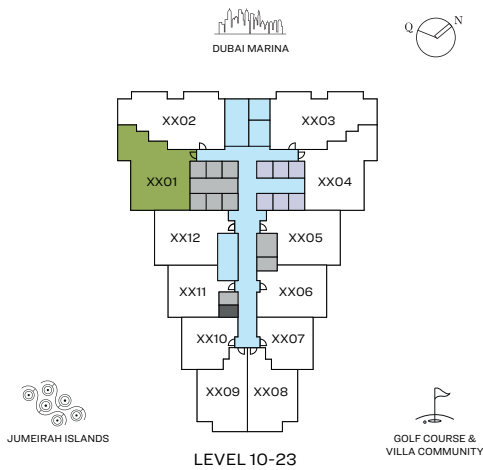 DUBAI MARINA
Q N
XX02
XX03
XX01
XX04
XX12
XX05
XX11
XX06
XX10
XX07
XX09
XX08
JUMEIRAH ISLANDS
GOLF COURSE &
VILLA COMMUNITY
LEVEL 10-23